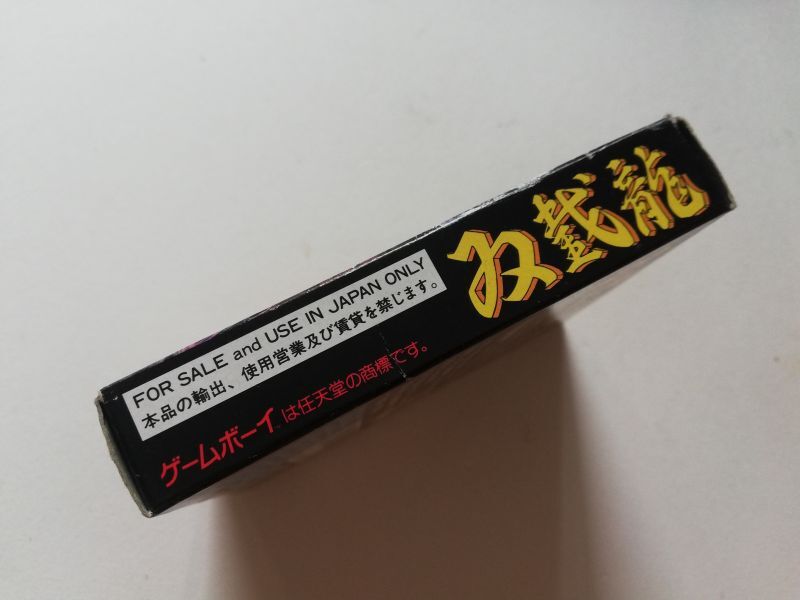 双截龍
FOR SALE and USE IN JAPAN ONLY
本品の輸出、使用営業及び賃貸を禁じます。
ゲームボーイは任天堂の商標です。